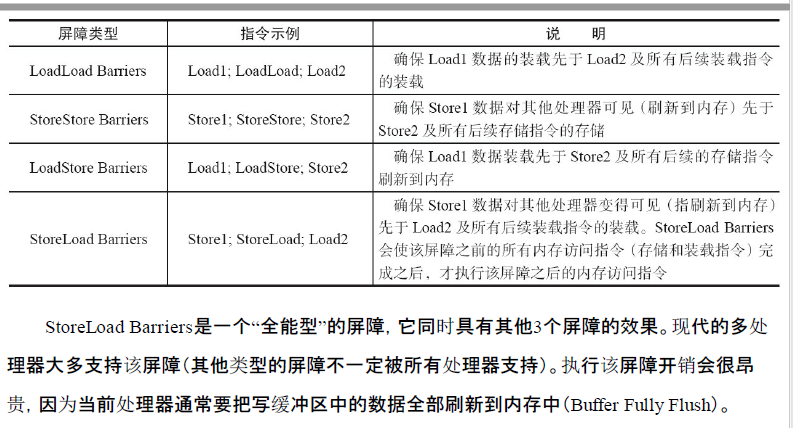 屏障类型 指令示例 说 明
LoadLoad Barriers Load1; LoadLoad; Load2 确保 Load1 数据的装载先于 Load2 及所有后续装载指令
的装载
StoreStore Barriers Store1; StoreStore; Store2 确保 Store1 数据对其他处理器可见（刷新到内存）先于
Store2 及所有后续存储指令的存储
LoadStore Barriers Load1; LoadStore; Store2 确保 Load1 数据装载先于 Store2 及所有后续的存储指令
刷新到内存
StoreLoad Barriers Store1; StoreLoad; Load2 确保 Store1 数据对其他处理器变得可见（指刷新到内存）
先于 Load2 及所有后续装载指令的装载。StoreLoad Barriers
会使该屏障之前的所有内存访问指令（存储和装载指令）完
成之后，才执行该屏障之后的内存访问指令
StoreLoad Barriers是一个“全能型”的屏障，它同时具有其他3个屏障的效果。现代的多处
理器大多支持该屏障（其他类型的屏障不一定被所有处理器支持）。执行该屏障开销会很昂
贵，因为当前处理器通常要把写缓冲区中的数据全部刷新到内存中（Buffer Fully Flush）。